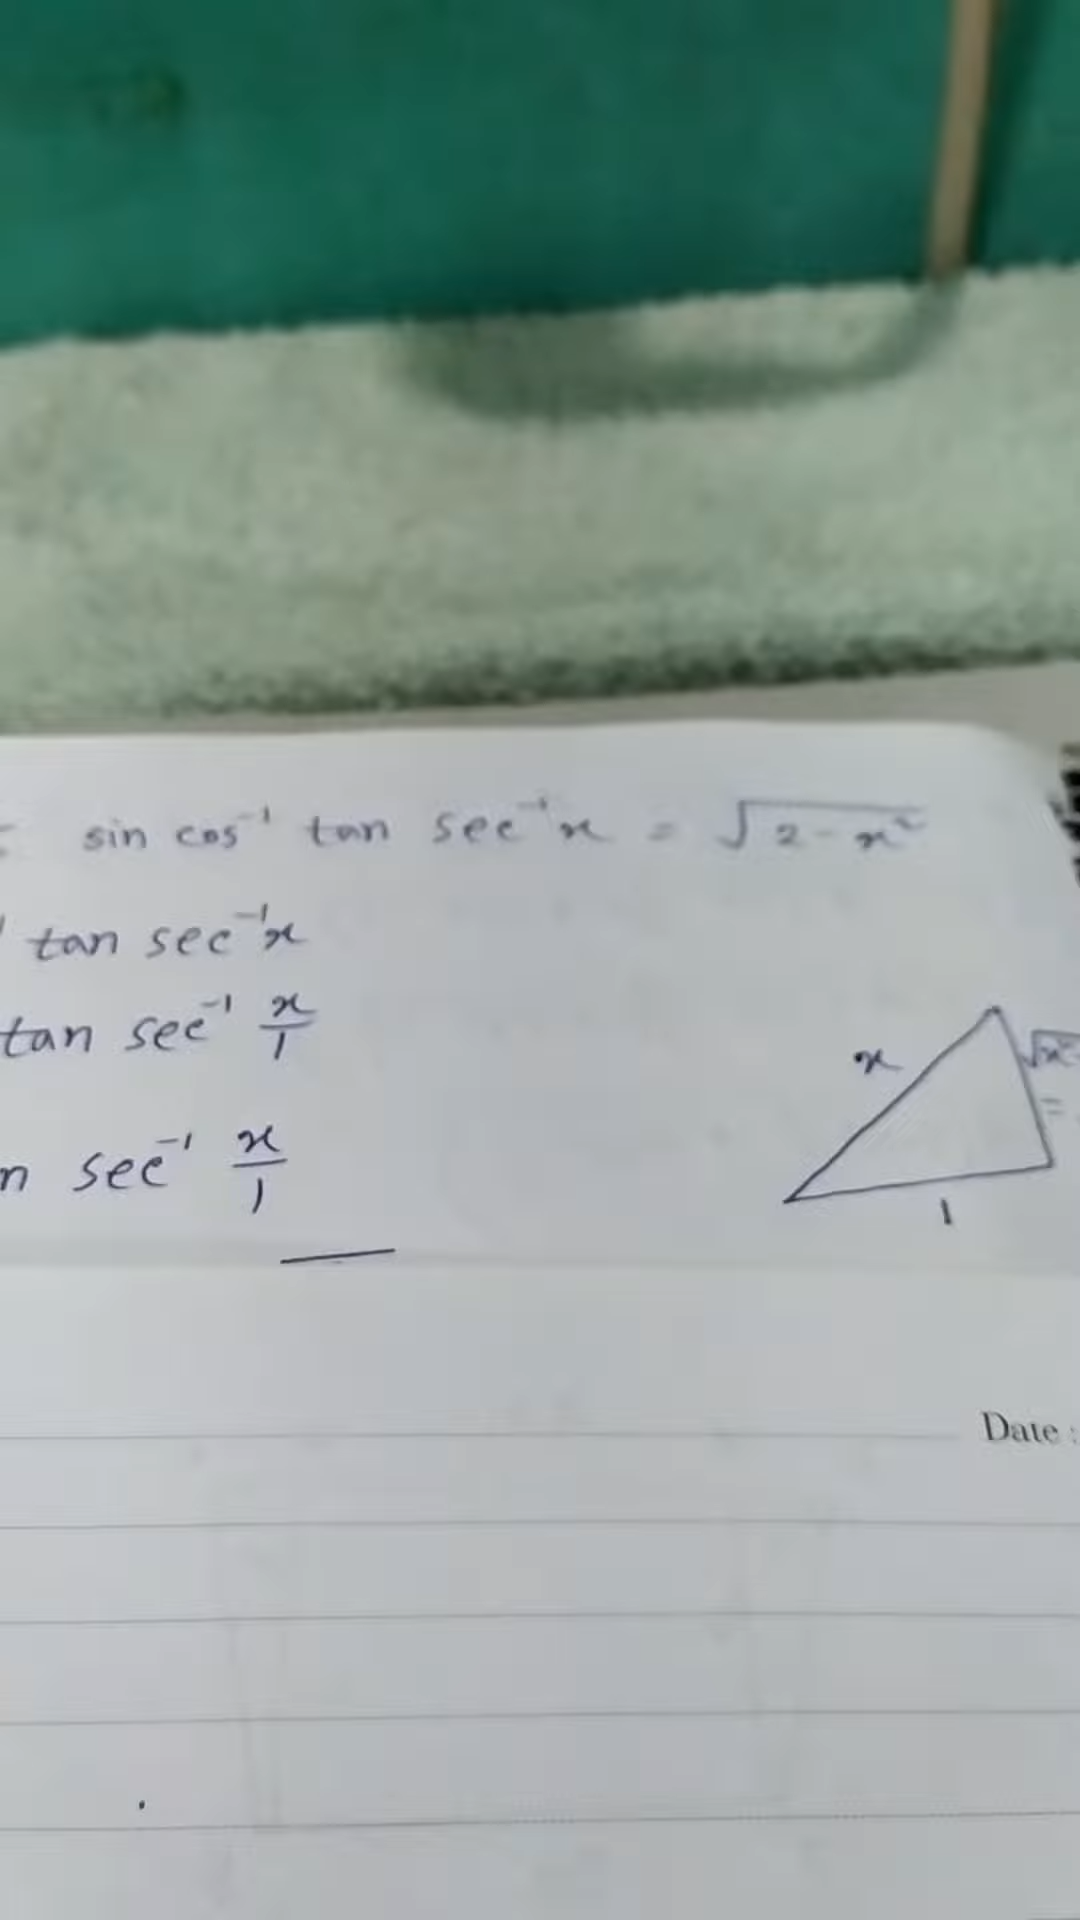 sin cos⁻¹ tan sec⁻¹x = √2-x²
tan sec⁻¹x
tan sec⁻¹ x/1
n sec⁻¹ x/1
x
√x²
=
1
Date :